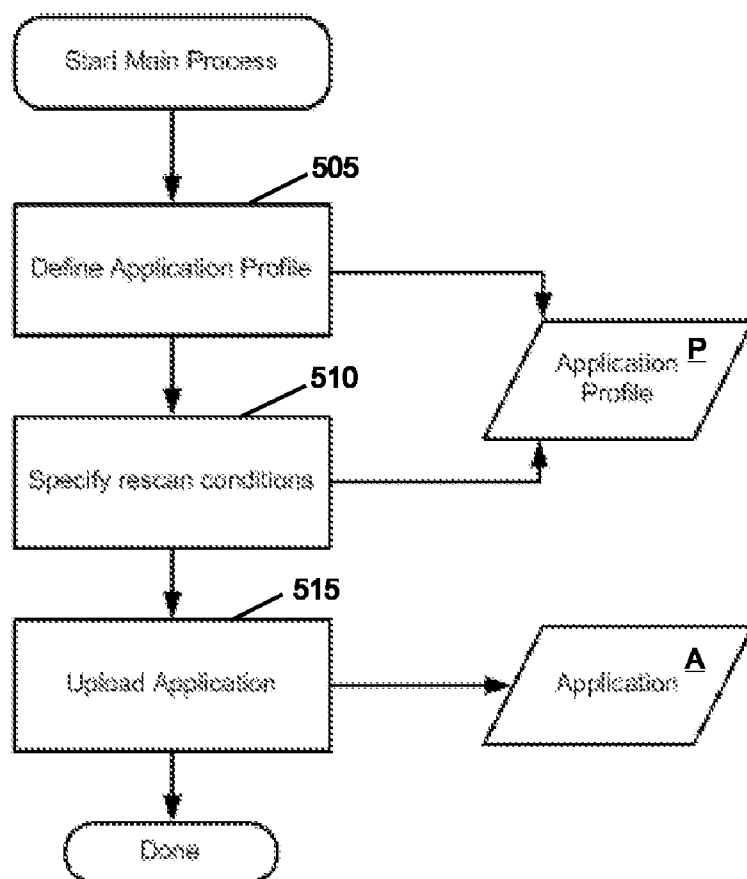 Start Main Process
505
Define Application Profile
P
Application
Profile
510
Specify rescan conditions
515
Upload Application
A
Application
Done